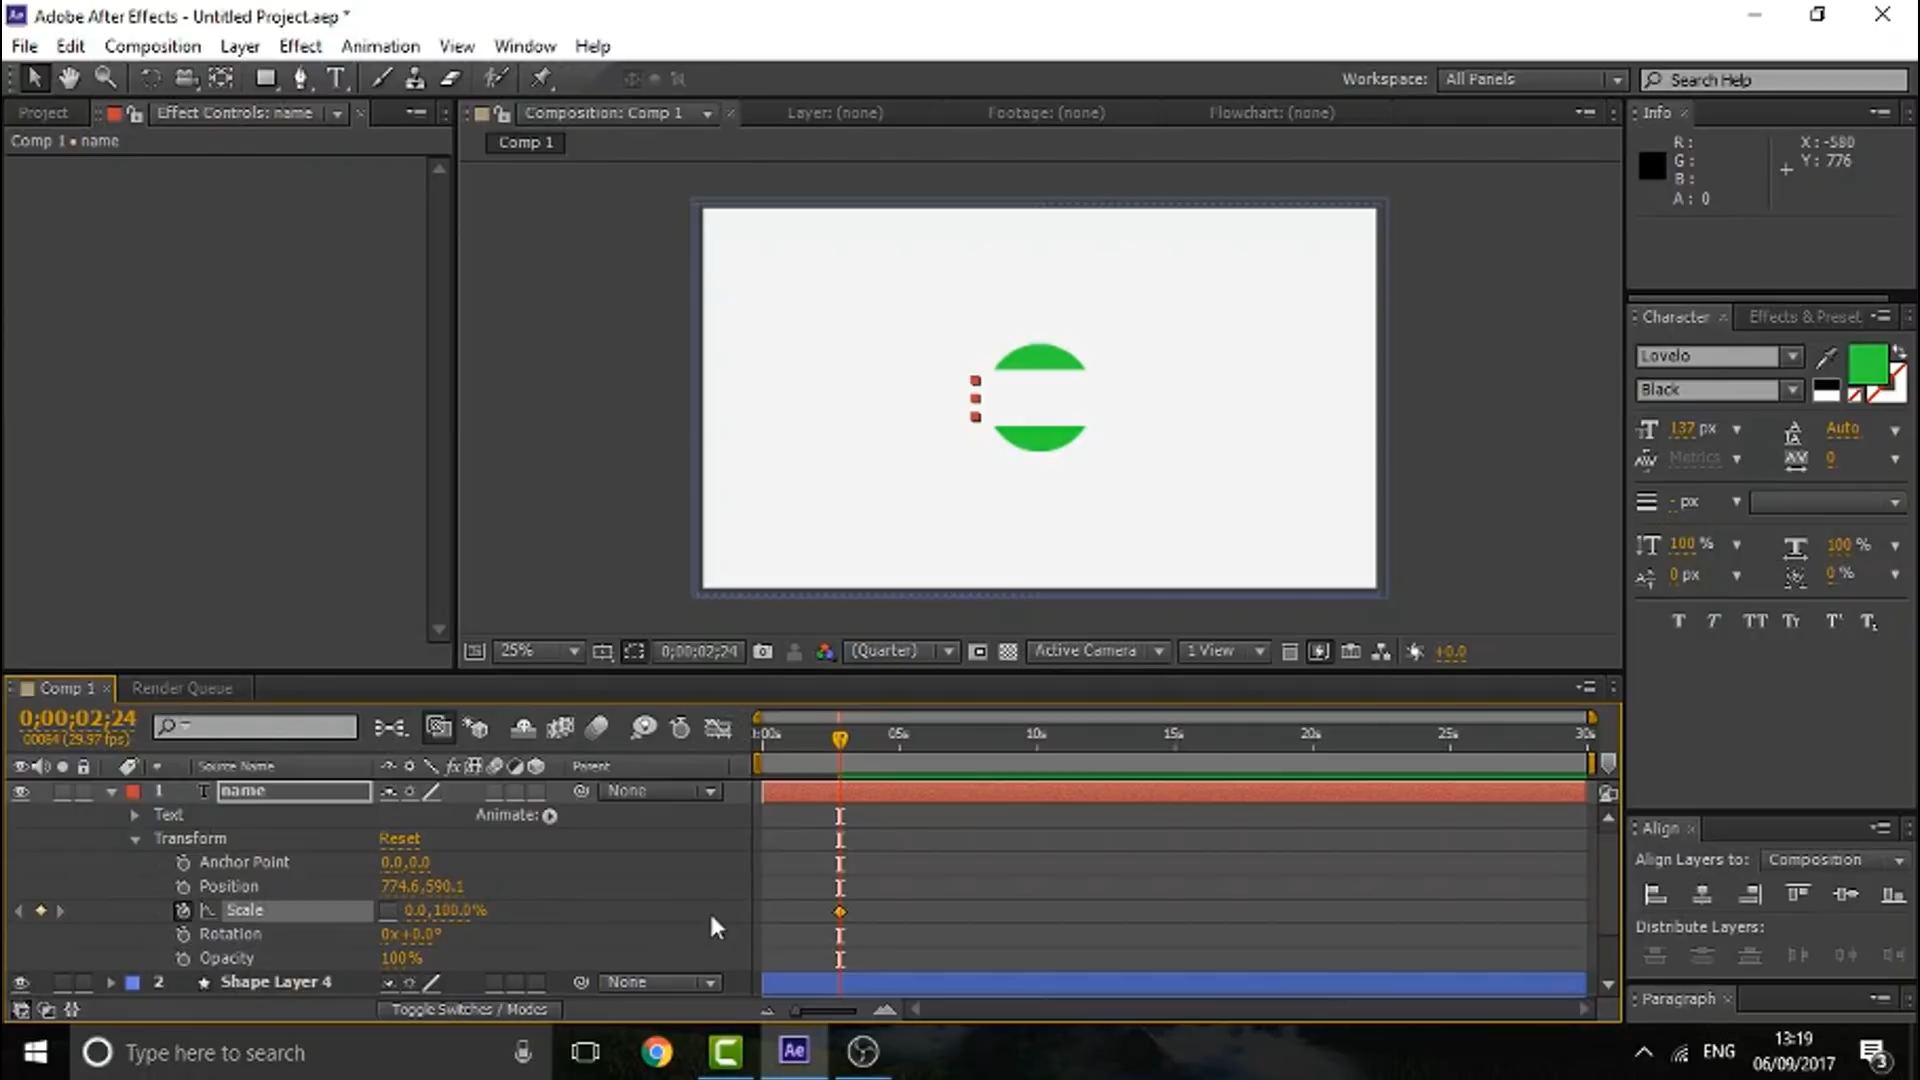 Adobe After Effects - Untitled Project.aep *
File Edit Composition Layer Effect Animation View Window Help
Workspace: All Panels Search Help
Project Effect Controls: name Composition: Comp 1 Layer: (none) Footage: (none) Flowchart: (none) Info
Comp 1 • name
Comp 1
R :
G :
B :
A : 0
X : -580
Y : 776
Character Effects & Preset
Lovelo
Black
137 px Auto
Metrics 0
- px
100 % 100 %
0 px 0 %
25% 0;00;02;24 (Quarter) Active Camera 1 View +0.0
Comp 1 Render Queue
0;00;02;24
00084 (29.97 fps)
:00s 05s 10s 15s 20s 25s 30s
Source Name Parent
1 T name None
Text Animate:
Transform Reset
Anchor Point 0.0,0.0
Position 774.6,590.1
Scale 0.0,100.0%
Rotation 0x+0.0°
Opacity 100%
2 Shape Layer 4 None
Toggle Switches / Modes
Align
Align Layers to: Composition
Distribute Layers:
Paragraph
Type here to search
Ae
ENG
13:19
06/09/2017
3